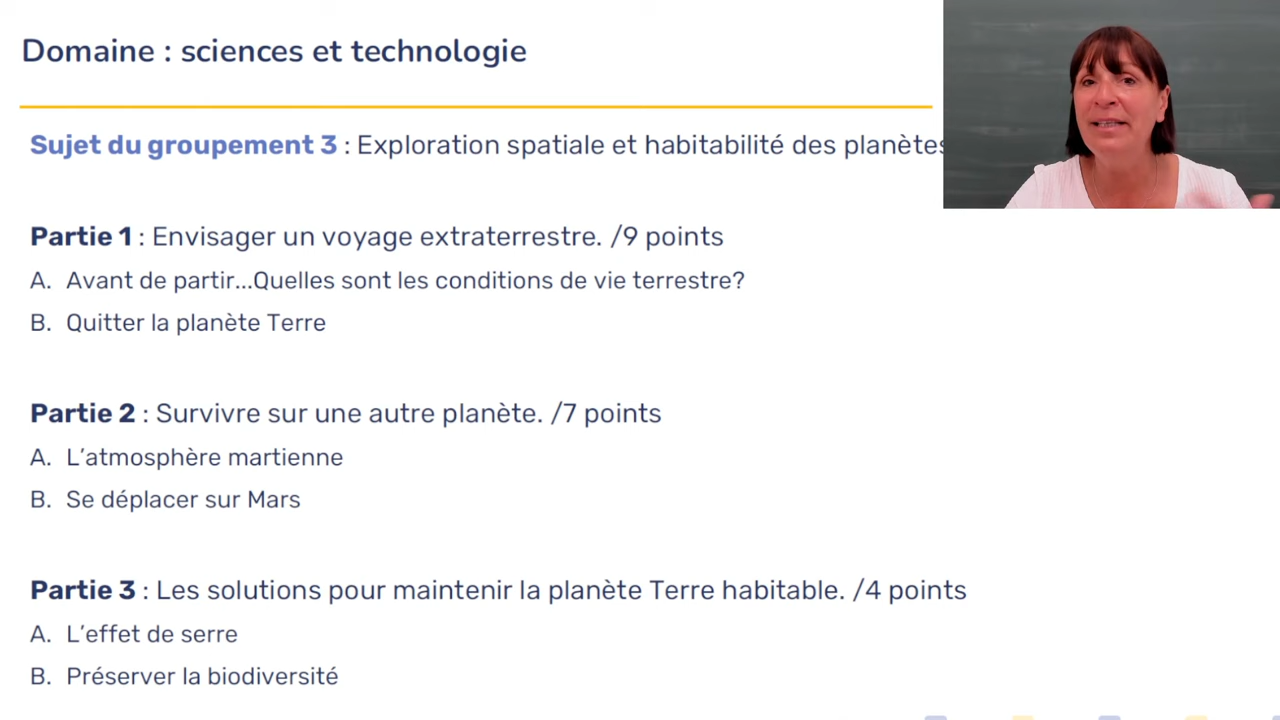 Domaine : sciences et technologie
Sujet du groupement 3 : Exploration spatiale et habitabilité des planètes
Partie 1 : Envisager un voyage extraterrestre. /9 points
A. Avant de partir...Quelles sont les conditions de vie terrestre?
B. Quitter la planète Terre
Partie 2 : Survivre sur une autre planète. /7 points
A. L’atmosphère martienne
B. Se déplacer sur Mars
Partie 3 : Les solutions pour maintenir la planète Terre habitable. /4 points
A. L’effet de serre
B. Préserver la biodiversité